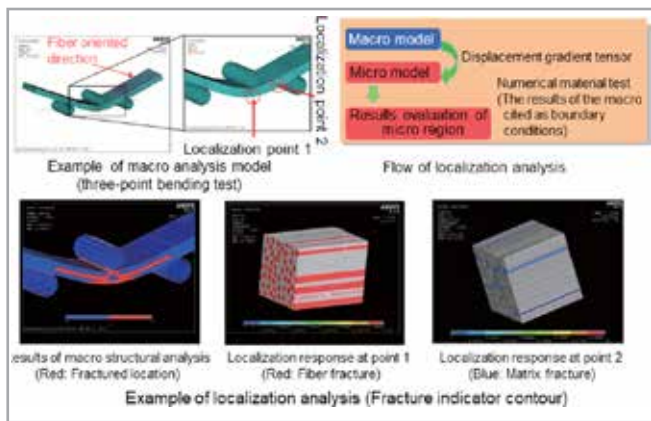 Fiber oriented
direction
Localization point 2
Localization point 1
Example of macro analysis model
(three-point bending test)
Macro model
Displacement gradient tensor
Micro model
Numerical material test
(The results of the macro
cited as boundary
conditions)
Results evaluation of
micro region
Flow of localization analysis
esults of macro structural analysis
(Red: Fractured location)
Localization response at point 1
(Red: Fiber fracture)
Localization response at point 2
(Blue: Matrix fracture)
Example of localization analysis (Fracture indicator contour)